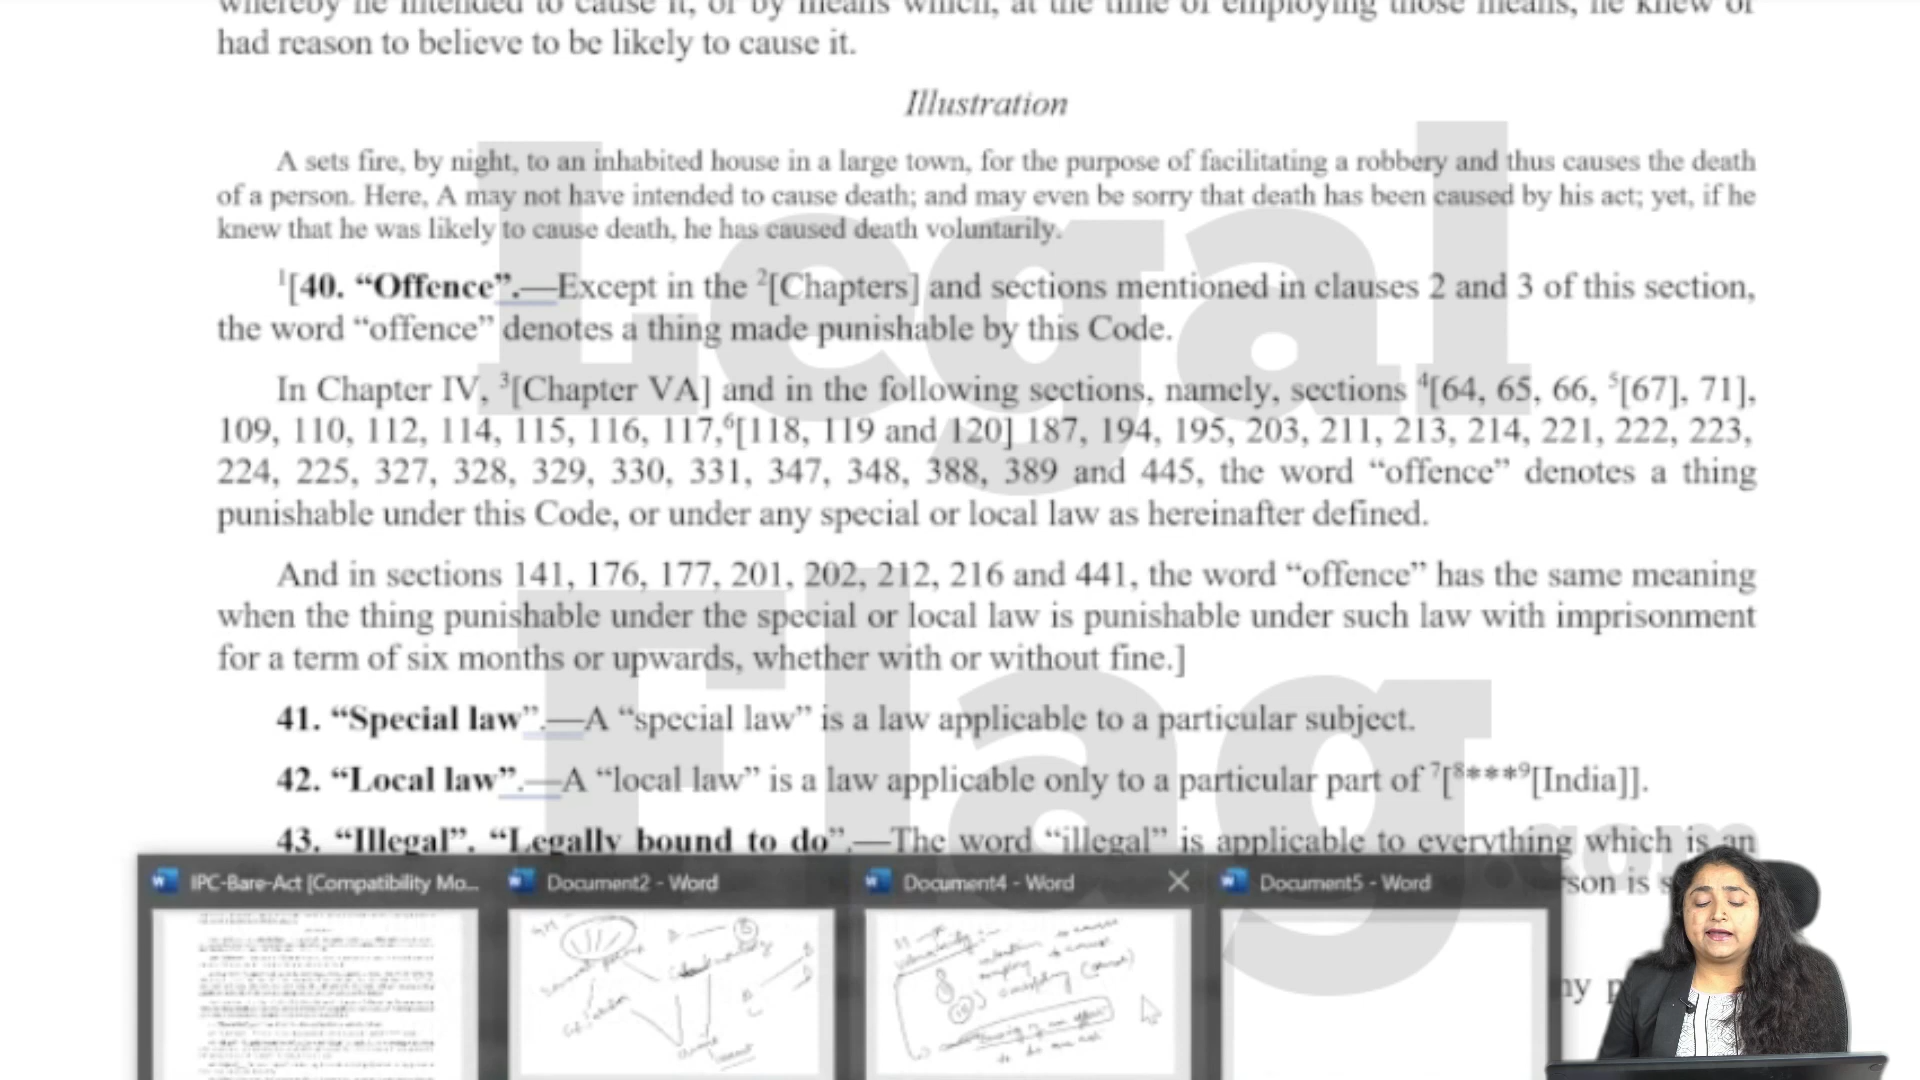 whereby he intended to cause it, or by means which, at the time of employing those means, he knew or
had reason to believe to be likely to cause it.
Illustration
A sets fire, by night, to an inhabited house in a large town, for the purpose of facilitating a robbery and thus causes the death
of a person. Here, A may not have intended to cause death; and may even be sorry that death has been caused by his act; yet, if he
knew that he was likely to cause death, he has caused death voluntarily.
1[40. “Offence”.—Except in the 2[Chapters] and sections mentioned in clauses 2 and 3 of this section,
the word “offence” denotes a thing made punishable by this Code.
In Chapter IV, 3[Chapter VA] and in the following sections, namely, sections 4[64, 65, 66, 5[67], 71],
109, 110, 112, 114, 115, 116, 117,6[118, 119 and 120] 187, 194, 195, 203, 211, 213, 214, 221, 222, 223,
224, 225, 327, 328, 329, 330, 331, 347, 348, 388, 389 and 445, the word “offence” denotes a thing
punishable under this Code, or under any special or local law as hereinafter defined.
And in sections 141, 176, 177, 201, 202, 212, 216 and 441, the word “offence” has the same meaning
when the thing punishable under the special or local law is punishable under such law with imprisonment
for a term of six months or upwards, whether with or without fine.]
41. “Special law”.—A “special law” is a law applicable to a particular subject.
42. “Local law”.—A “local law” is a law applicable only to a particular part of 7[8***9[India]].
43. “Illegal”. “Legally bound to do”.—The word “illegal” is applicable to everything which is an
Legal
Flag
.com
IPC-Bare-Act [Compatibility Mo...
Document2 - Word
Document4 - Word
Document5 - Word